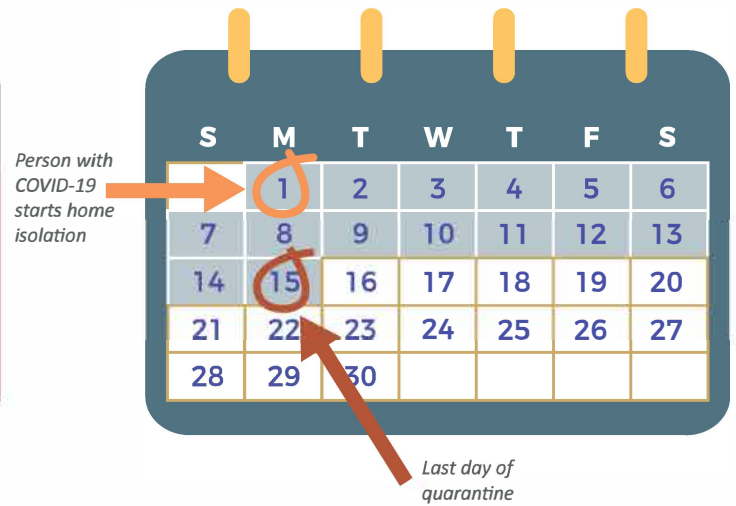 S M T W T F S
Person with
COVID-19
starts home
isolation
1 2 3 4 5 6
7 8 9 10 11 12 13
14 15 16 17 18 19 20
21 22 23 24 25 26 27
28 29 30
Last day of
quarantine